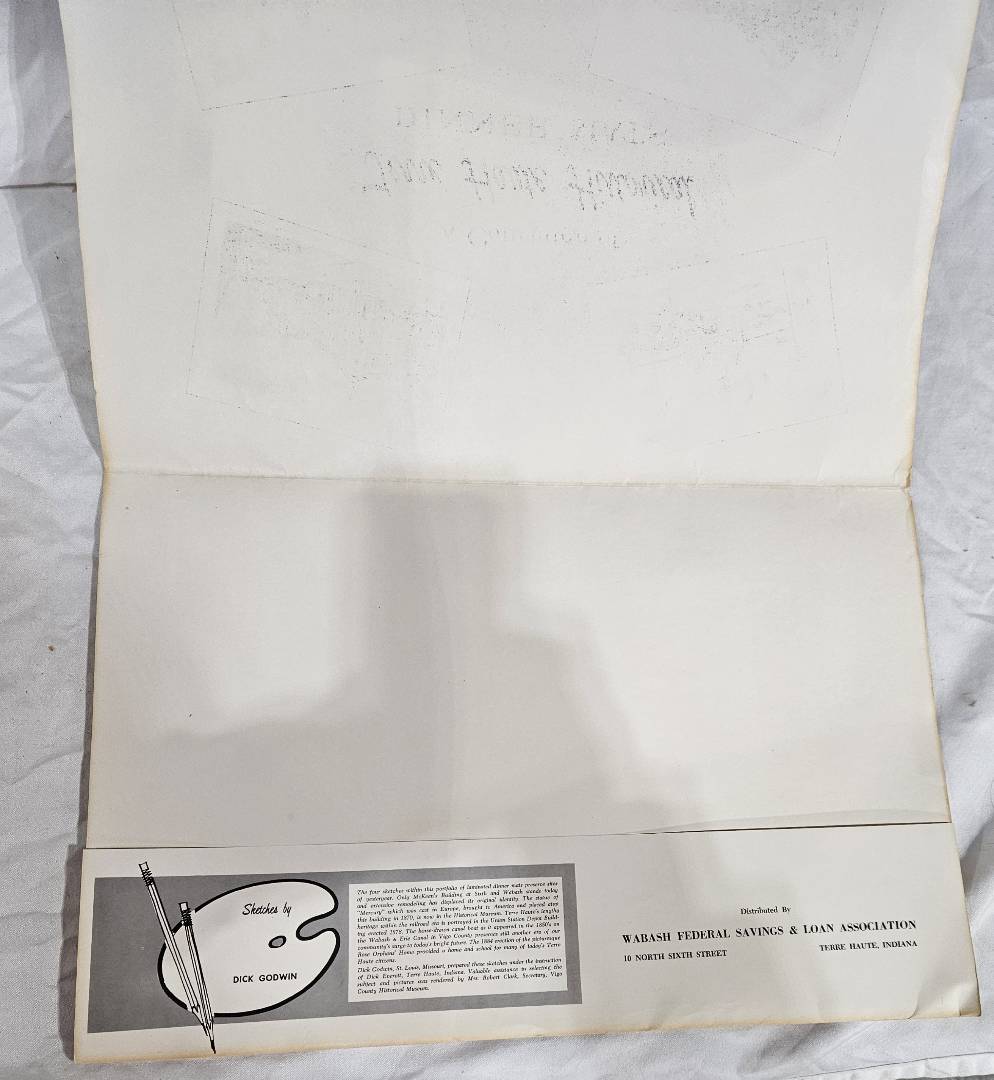 Sketches by
DICK GODWIN
The four sketches within this portfolio of laminated dinner mats preserve sites
of yesteryear. Only McKeen's Building at Sixth and Wabash stands today
and extensive remodeling has displaced its original identity. The statue of
"Mercury" which was cast in Europe, brought to America and placed atop
this building in 1870, is now in the Historical Museum. Terre Haute's lengthy
heritage within the railroad era is portrayed in the Union Station Depot Build-
ing erected 1878. The horse-drawn canal boat as it appeared in the 1850's on
the Wabash & Erie Canal in Vigo County preserves still another era of our
community's surge to today's bright future. The 1884 erection of the picturesque
Rose Orphans' Home provided a home and school for many of today's Terre
Haute citizens.
Dick Godwin, St. Louis, Missouri, prepared these sketches under the instruction
of Dick Everett, Terre Haute, Indiana. Valuable assistance in selecting the
subject and pictures was rendered by Mrs. Robert Clark, Secretary, Vigo
County Historical Museum.
Distributed By
WABASH FEDERAL SAVINGS & LOAN ASSOCIATION
10 NORTH SIXTH STREET TERRE HAUTE, INDIANA